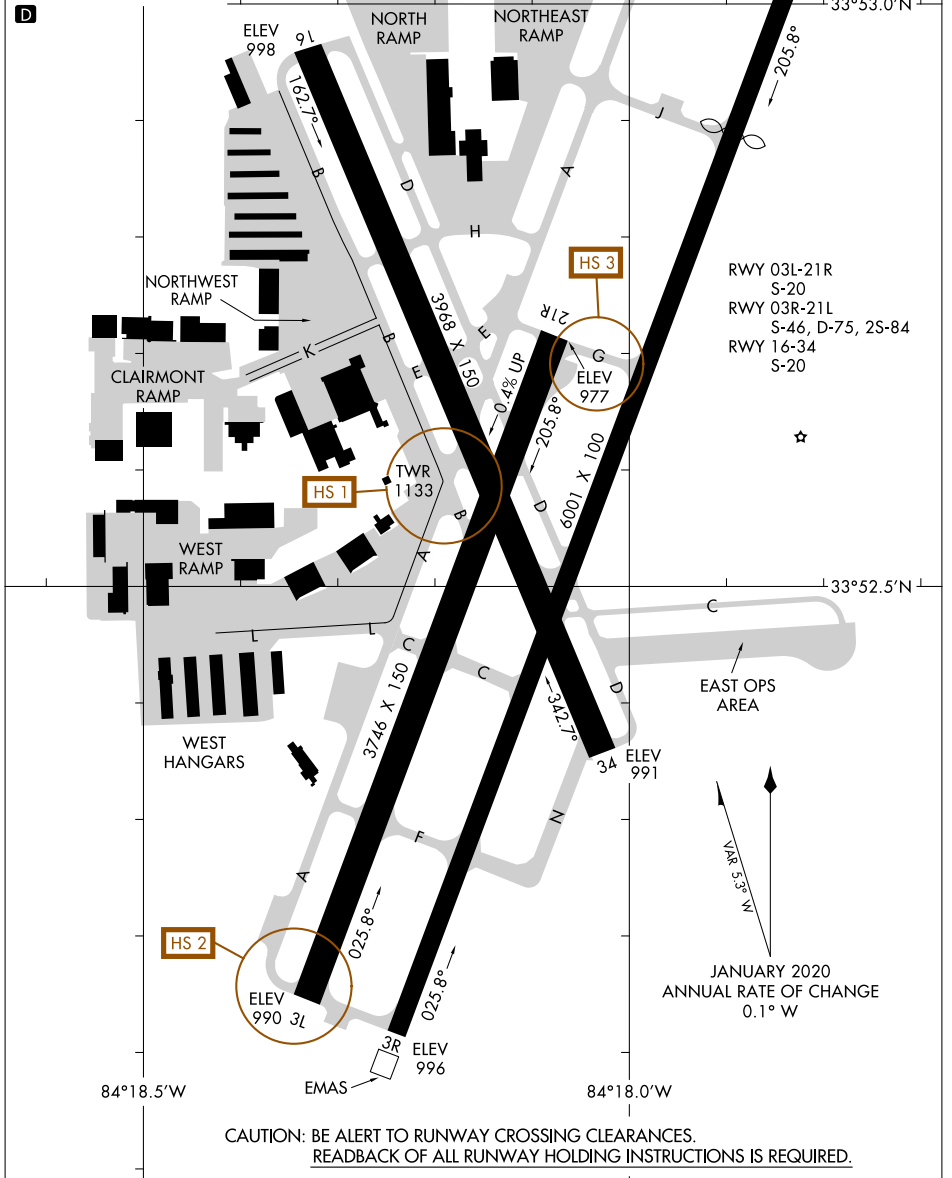 D
33°53.0'N
NORTH
RAMP
NORTHEAST
RAMP
ELEV
998
16
162.7°
205.8°
J
B
D
A
H
HS 3
RWY 03L-21R
S-20
RWY 03R-21L
S-46, D-75, 2S-84
RWY 16-34
S-20
NORTHWEST
RAMP
3968 X 150
21R
E
B
K
E
G
ELEV
977
CLAIRMONT
RAMP
0.4% UP
205.8°
6001 X 100
TWR
1133
HS 1
B
D
A
WEST
RAMP
33°52.5'N
C
L
L
C
C
D
EAST OPS
AREA
3746 X 150
342.7°
WEST
HANGARS
34
ELEV
991
F
N
VAR 5.3° W
A
025.8°
HS 2
025.8°
JANUARY 2020
ANNUAL RATE OF CHANGE
0.1° W
ELEV
990
3L
3R
ELEV
996
EMAS
84°18.5'W
84°18.0'W
CAUTION: BE ALERT TO RUNWAY CROSSING CLEARANCES.
READBACK OF ALL RUNWAY HOLDING INSTRUCTIONS IS REQUIRED.